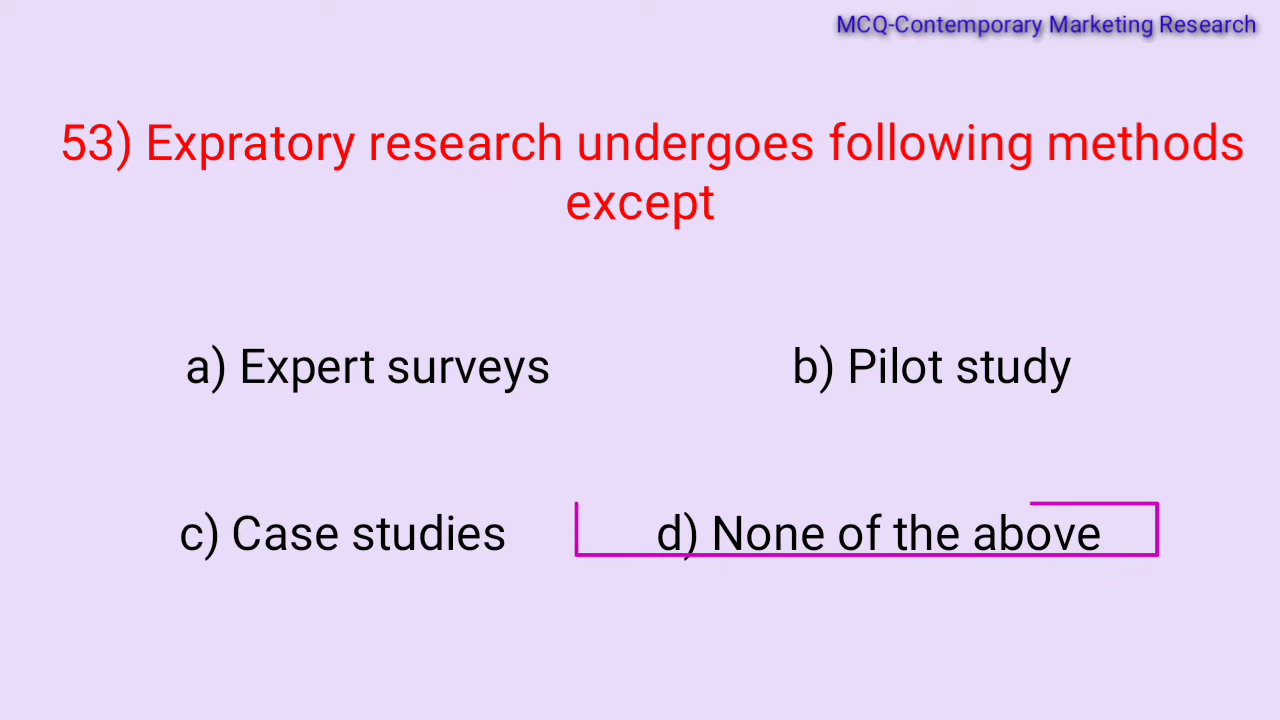 MCQ-Contemporary Marketing Research
53) Expratory research undergoes following methods
except
a) Expert surveys
b) Pilot study
c) Case studies
d) None of the above